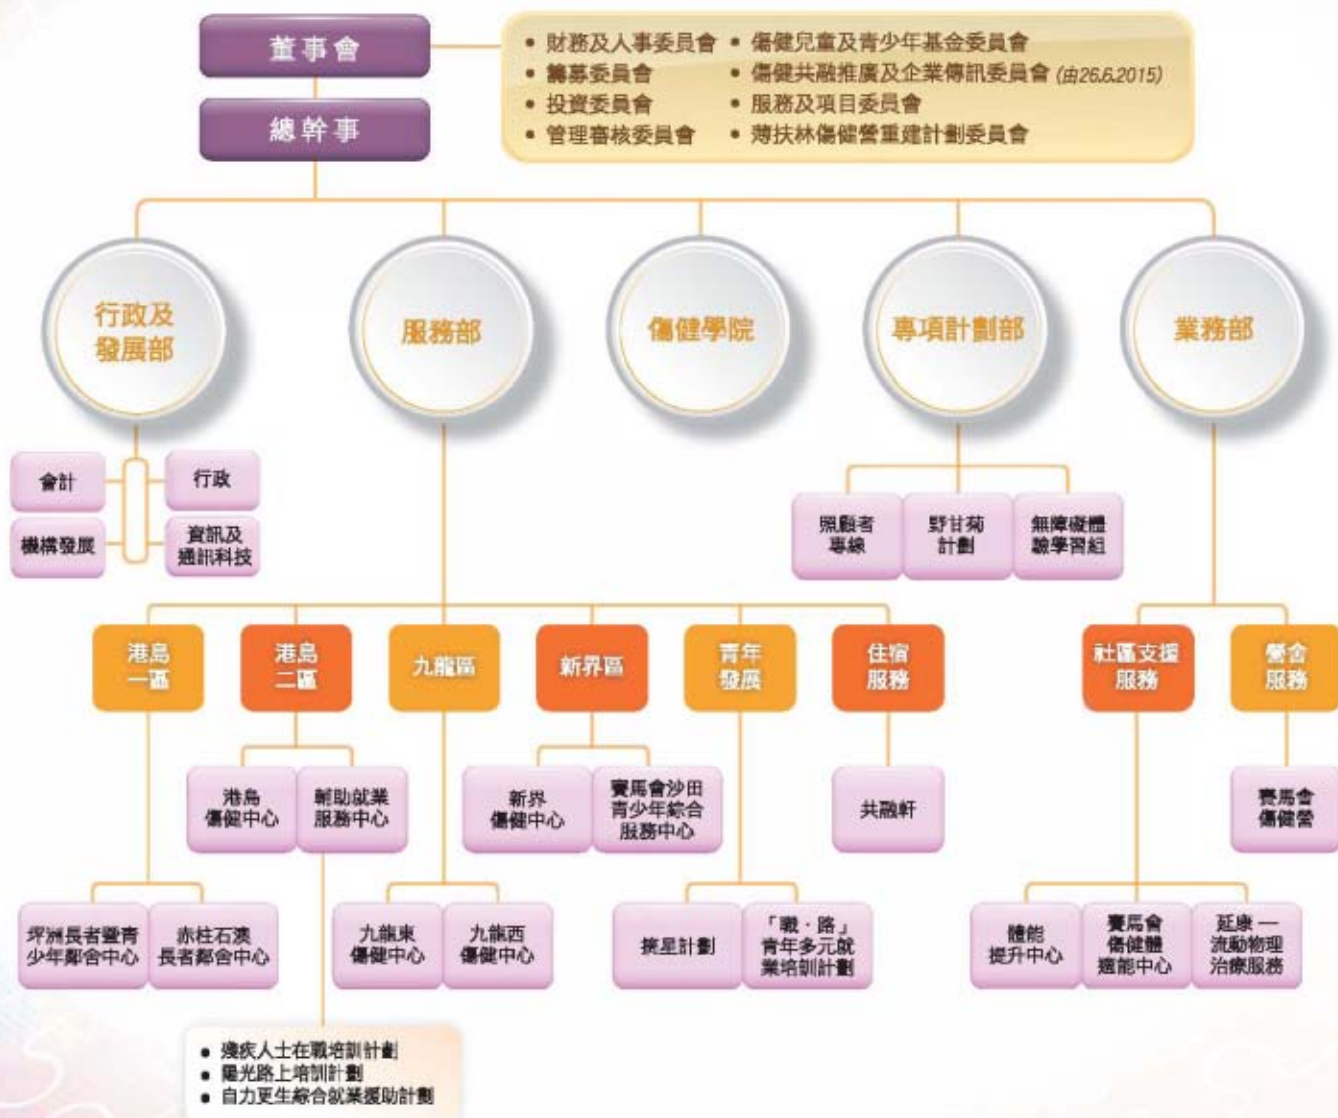 董事會
總幹事
• 財務及人事委員會
• 籌募委員會
• 投資委員會
• 管理審核委員會
• 傷健兒童及青少年基金委員會
• 傷健共融推廣及企業傳訊委員會 (由26.6.2015)
• 服務及項目委員會
• 薄扶林傷健營重建計劃委員會
行政及
發展部
服務部
傷健學院
專項計劃部
業務部
會計
行政
機構發展
資訊及
通訊科技
照顧者
專線
野甘菊
計劃
無障礙體
驗學習組
港島
一區
港島
二區
九龍區
新界區
青年
發展
住宿
服務
社區支援
服務
營舍
服務
港島
傷健中心
輔助就業
服務中心
新界
傷健中心
賽馬會沙田
青少年綜合
服務中心
共融軒
賽馬會
傷健營
坪洲長者暨青
少年鄰舍中心
赤柱石澳
長者鄰舍中心
九龍東
傷健中心
九龍西
傷健中心
摘星計劃
「職・路」
青年多元就
業培訓計劃
體能
提升中心
賽馬會
傷健體
適能中心
延康 —
流動物理
治療服務
• 殘疾人士在職培訓計劃
• 陽光路上培訓計劃
• 自力更生綜合就業援助計劃